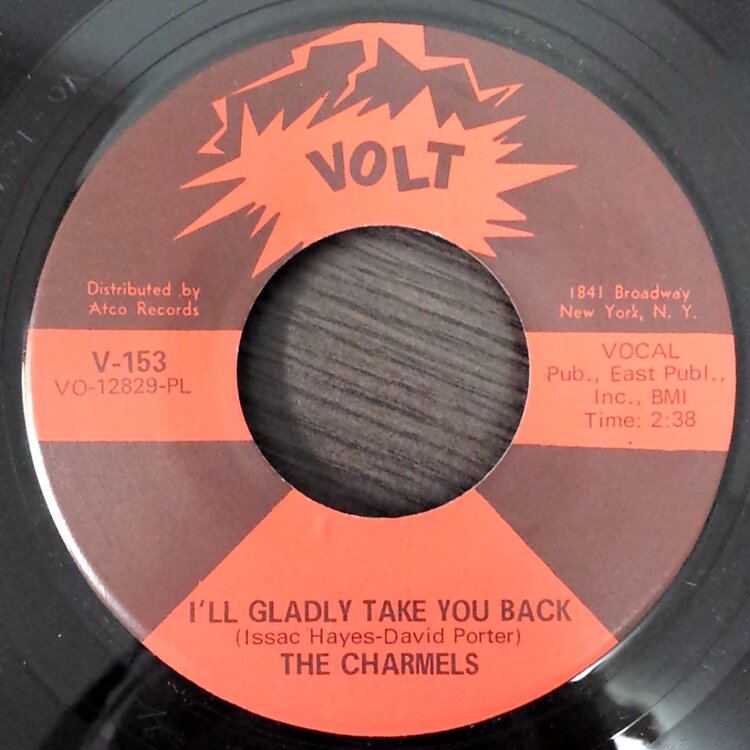 VOLT
Distributed by
Atco Records
1841 Broadway
New York, N. Y.
V-153
VO-12829-PL
VOCAL
Pub., East Publ.,
Inc., BMI
Time: 2:38
I'LL GLADLY TAKE YOU BACK
(Issac Hayes-David Porter)
THE CHARMELS